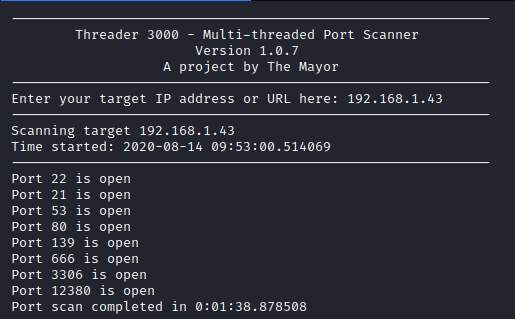 Threader 3000 - Multi-threaded Port Scanner
Version 1.0.7
A project by The Mayor
Enter your target IP address or URL here: 192.168.1.43
Scanning target 192.168.1.43
Time started: 2020-08-14 09:53:00.514069
Port 22 is open
Port 21 is open
Port 53 is open
Port 80 is open
Port 139 is open
Port 666 is open
Port 3306 is open
Port 12380 is open
Port scan completed in 0:01:38.878508